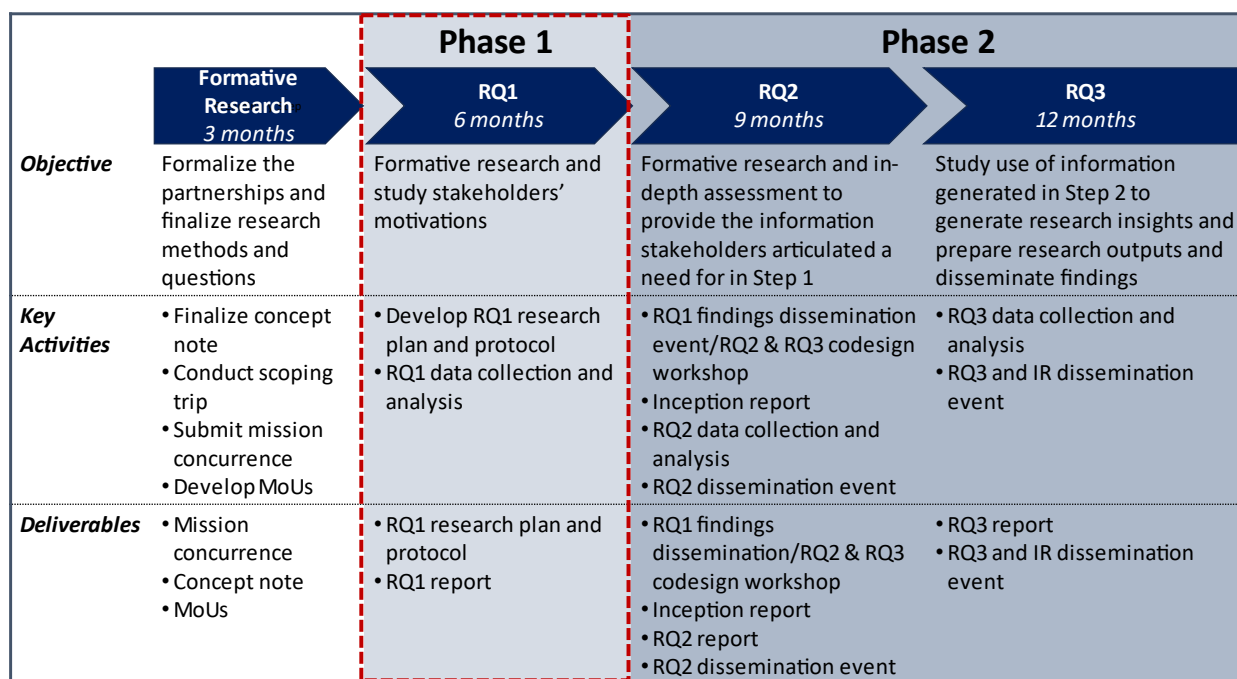 Phase 1
Phase 2
Formative
Research
3 months
RQ1
6 months
RQ2
9 months
RQ3
12 months
Objective
Formalize the
partnerships and
finalize research
methods and
questions
Formative research and
study stakeholders’
motivations
Formative research and in-
depth assessment to
provide the information
stakeholders articulated a
need for in Step 1
Study use of information
generated in Step 2 to
generate research insights and
prepare research outputs and
disseminate findings
Key
Activities
• Finalize concept
note
• Conduct scoping
trip
• Submit mission
concurrence
• Develop MoUs
• Develop RQ1 research
plan and protocol
• RQ1 data collection and
analysis
• RQ1 findings dissemination
event/RQ2 & RQ3 codesign
workshop
• Inception report
• RQ2 data collection and
analysis
• RQ2 dissemination event
• RQ3 data collection and
analysis
• RQ3 and IR dissemination
event
Deliverables
• Mission
concurrence
• Concept note
• MoUs
• RQ1 research plan and
protocol
• RQ1 report
• RQ1 findings
dissemination/RQ2 & RQ3
codesign workshop
• Inception report
• RQ2 report
• RQ2 dissemination event
• RQ3 report
• RQ3 and IR dissemination
event